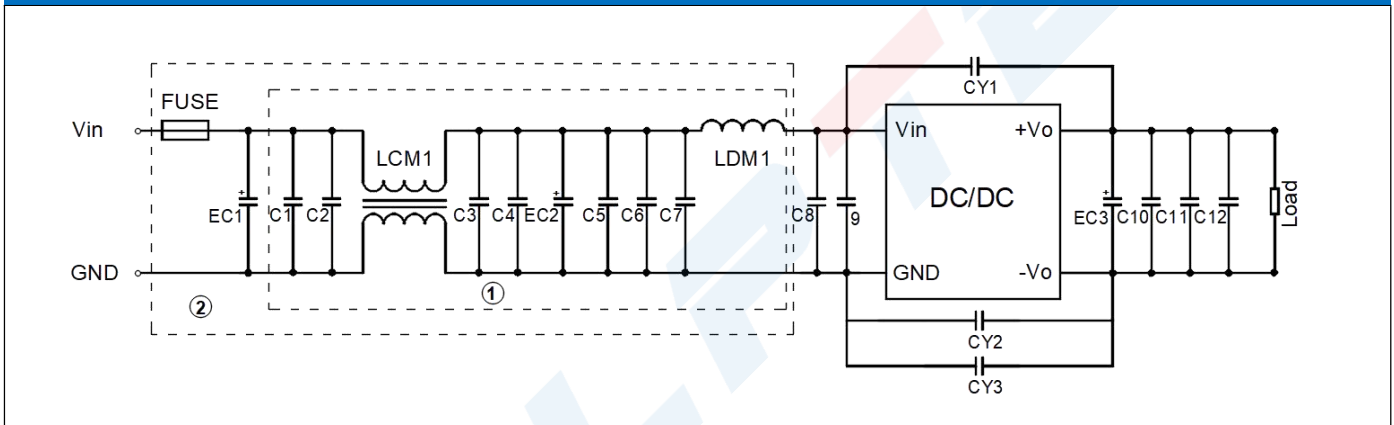 CY1
FUSE
Vin
LCM1
LDM1
Vin
+Vo
EC1
C1
C2
C3
C4
EC2
C5
C6
C7
C8
9
DC/DC
EC3
C10
C11
C12
Load
GND
GND
-Vo
①
②
CY2
CY3